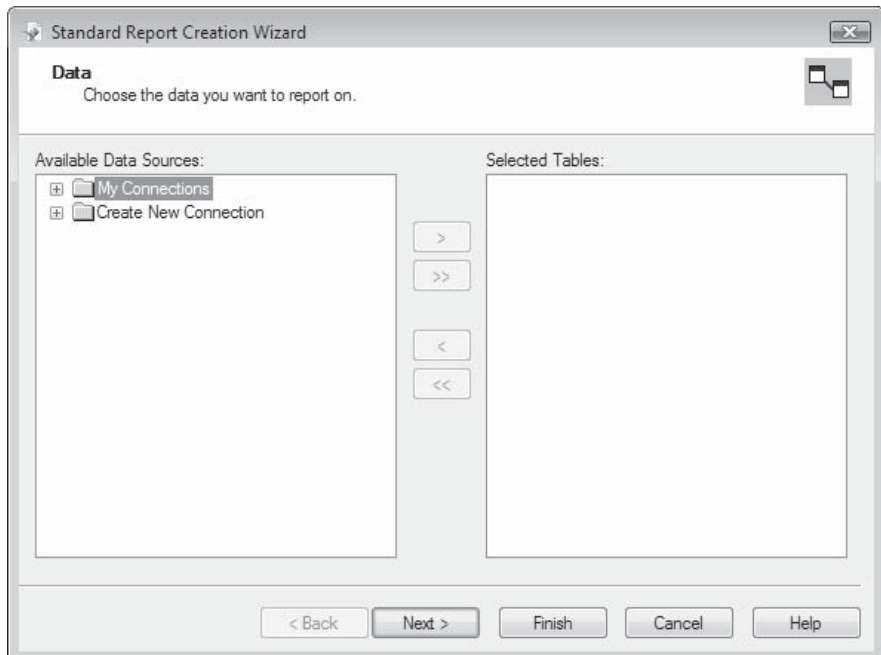 Standard Report Creation Wizard
Data
Choose the data you want to report on.
Available Data Sources:
Selected Tables:
My Connections
Create New Connection
>
>>
<
<<
< Back
Next >
Finish
Cancel
Help